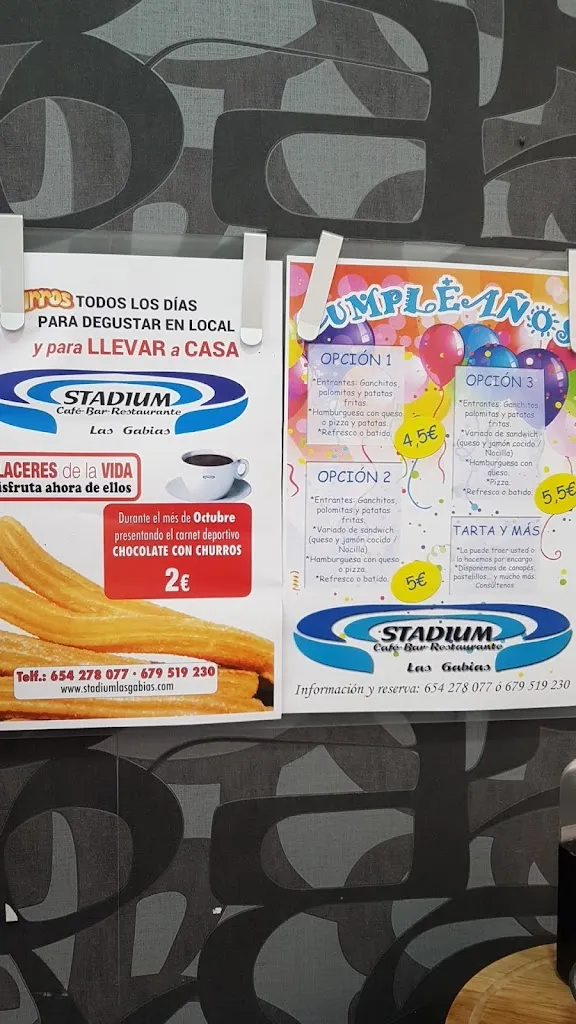 TODOS LOS DÍAS
PARA DEGUSTAR EN LOCAL
y para LLEVAR a CASA
STADIUM
Café-Bar-Restaurante
Las Gabias
LACERES de la VIDA
isfruta ahora de ellos
Durante el més de Octubre
presentando el carnet deportivo
CHOCOLATE CON CHURROS
2€
Telf.: 654 278 077 · 679 519 230
www.stadiumlasgabias.com
CUMPLEAÑOS
OPCIÓN 1
*Entrantes: Ganchitos
palomitas y patatas
fritas.
*Hamburguesa con queso
o pizza y patatas
*Refresco o batido.
4,5€
OPCIÓN 2
*Entrantes: Ganchitos,
palomitas y patatas
fritas.
*Variado de sandwich
(queso y jamón cocido /
Nocilla)
*Hamburguesa con queso
o pizza.
*Refresco o batido.
5€
OPCIÓN 3
*Entrantes: Ganchitos,
palomitas y patatas
fritas.
*Variado de sandwich
(queso y jamón cocido /
Nocilla)
*Hamburguesa con
queso.
*Pizza.
*Refresco o batido.
5,5€
TARTA Y MÁS
*La puede traer usted o
la hacemos por encargo
*Disponemos de canapés,
pastelillos... y mucho más.
Consúltenos
STADIUM
Café-Bar-Restaurante
Las Gabias
Información y reserva: 654 278 077 ó 679 519 230